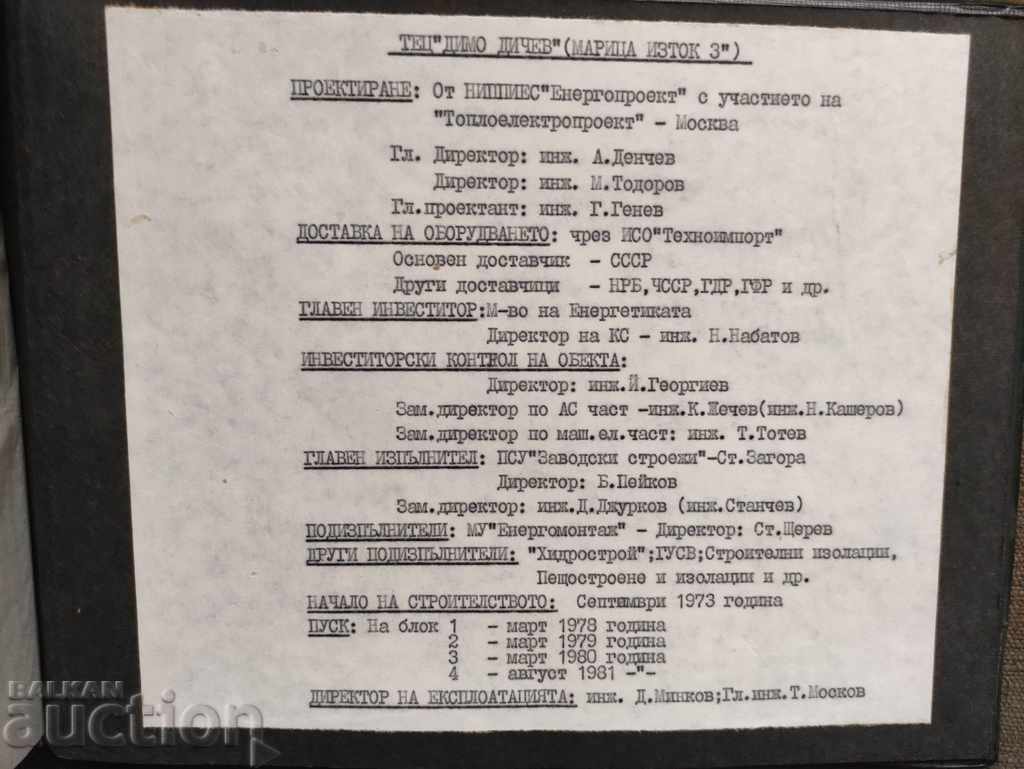 ТЕЦ"ДИМО ДИЧЕВ"(МАРИЦА ИЗТОК 3")
ПРОЕКТИРАНЕ: От НИППИЕС"Енергопроект" с участието на
"Топлоелектропроект" - Москва
Гл. Директор: инж. А.Денчев
Директор: инж. М.Тодоров
Гл.проектант: инж. Г.Генев
ДОСТАВКА НА ОБОРУДВАНЕТО: чрез ИСО"Техноимпорт"
Основен доставчик - СССР
Други доставчици - НРБ,ЧССР,ГДР,ГФР и др.
ГЛАВЕН ИНВЕСТИТОР:М-во на Енергетиката
Директор на КС - инж. Н.Набатов
ИНВЕСТИТОРСКИ КОНТРОЛ НА ОБЕКТА:
Директор: инж.Й.Георгиев
Зам.директор по АС част -инж.К.Жечев(инж.Н.Кашеров)
Зам.директор по маш.ел.част: инж. Т.Тотев
ГЛАВЕН ИЗПЪЛНИТЕЛ: ПСУ"Заводски строежи"-Ст.Загора
Директор: Б.Пейков
Зам.директор: инж.Д.Джурков (инж.Станчев)
ПОДИЗПЪЛНИТЕЛИ: МУ"Енергомонтаж" - Директор: Ст.Щерев
ДРУГИ ПОДИЗПЪЛНИТЕЛИ: "Хидрострой";ГУСВ;Строителни изолации,
Пещостроене и изолации и др.
НАЧАЛО НА СТРОИТЕЛСТВОТО: Септември 1973 година
ПУСК: На блок 1 - март 1978 година
2 - март 1979 година
3 - март 1980 година
4 - август 1981 -"-
ДИРЕКТОР НА ЕКСПЛОАТАЦИЯТА: инж. Д.Минков;Гл.инж.Т.Москов
BALKAN
auction